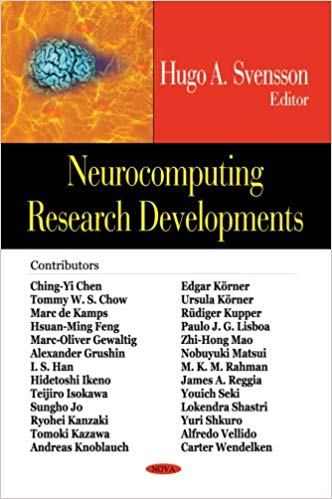 Hugo A. Svensson
Editor
Neurocomputing
Research Developments
Contributors
Ching-Yi Chen
Tommy W. S. Chow
Marc de Kamps
Hsuan-Ming Feng
Marc-Oliver Gewaltig
Alexander Grushin
I. S. Han
Hidetoshi Ikeno
Teijiro Isokawa
Sungho Jo
Ryohei Kanzaki
Tomoki Kazawa
Andreas Knoblauch
Edgar Körner
Ursula Körner
Rüdiger Kupper
Paulo J. G. Lisboa
Zhi-Hong Mao
Nobuyuki Matsui
M. K. M. Rahman
James A. Reggia
Youich Seki
Lokendra Shastri
Yuri Shkuro
Alfredo Vellido
Carter Wendelken
NOVA